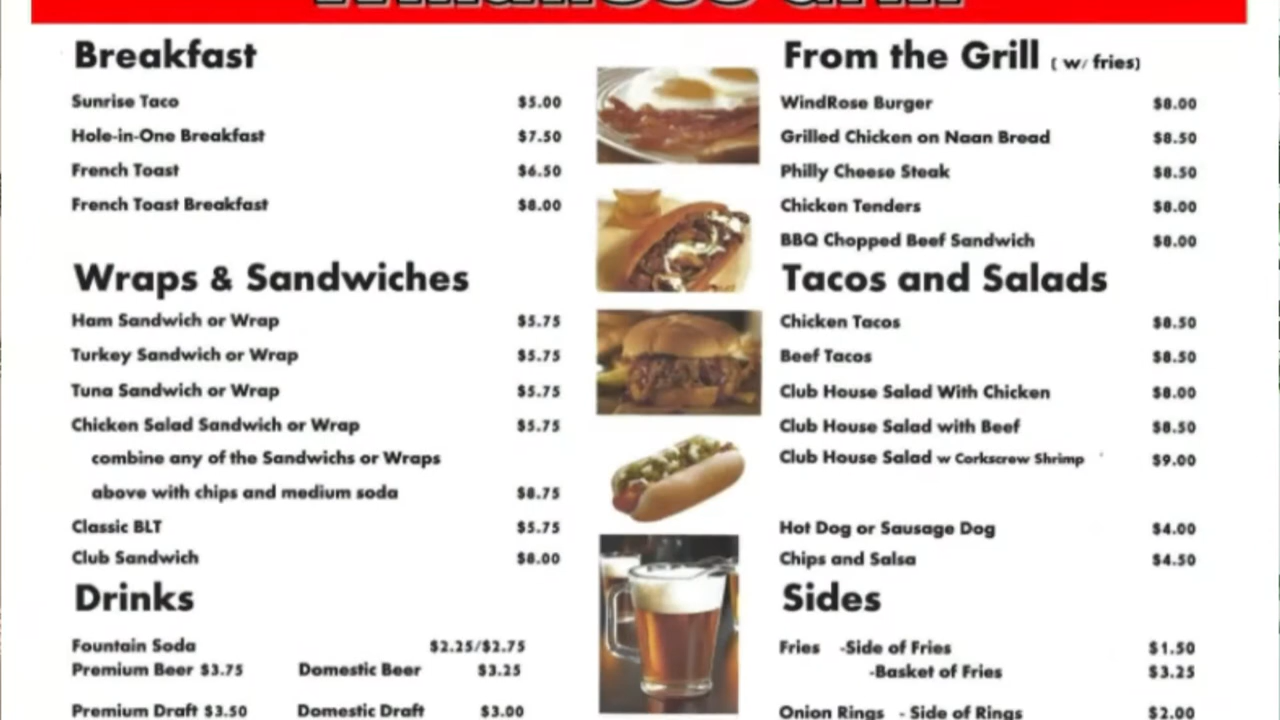 Breakfast
Sunrise Taco $5.00
Hole-in-One Breakfast $7.50
French Toast $6.50
French Toast Breakfast $8.00
Wraps & Sandwiches
Ham Sandwich or Wrap $5.75
Turkey Sandwich or Wrap $5.75
Tuna Sandwich or Wrap $5.75
Chicken Salad Sandwich or Wrap $5.75
combine any of the Sandwichs or Wraps
above with chips and medium soda $8.75
Classic BLT $5.75
Club Sandwich $8.00
Drinks
Fountain Soda $2.25/$2.75
Premium Beer $3.75 Domestic Beer $3.25
Premium Draft $3.50 Domestic Draft $3.00
From the Grill ( w/ fries)
WindRose Burger $8.00
Grilled Chicken on Naan Bread $8.50
Philly Cheese Steak $8.50
Chicken Tenders $8.00
BBQ Chopped Beef Sandwich $8.00
Tacos and Salads
Chicken Tacos $8.50
Beef Tacos $8.50
Club House Salad With Chicken $8.00
Club House Salad with Beef $8.50
Club House Salad w Corkscrew Shrimp $9.00
Hot Dog or Sausage Dog $4.00
Chips and Salsa $4.50
Sides
Fries -Side of Fries $1.50
-Basket of Fries $3.25
Onion Rings - Side of Rings $2.00